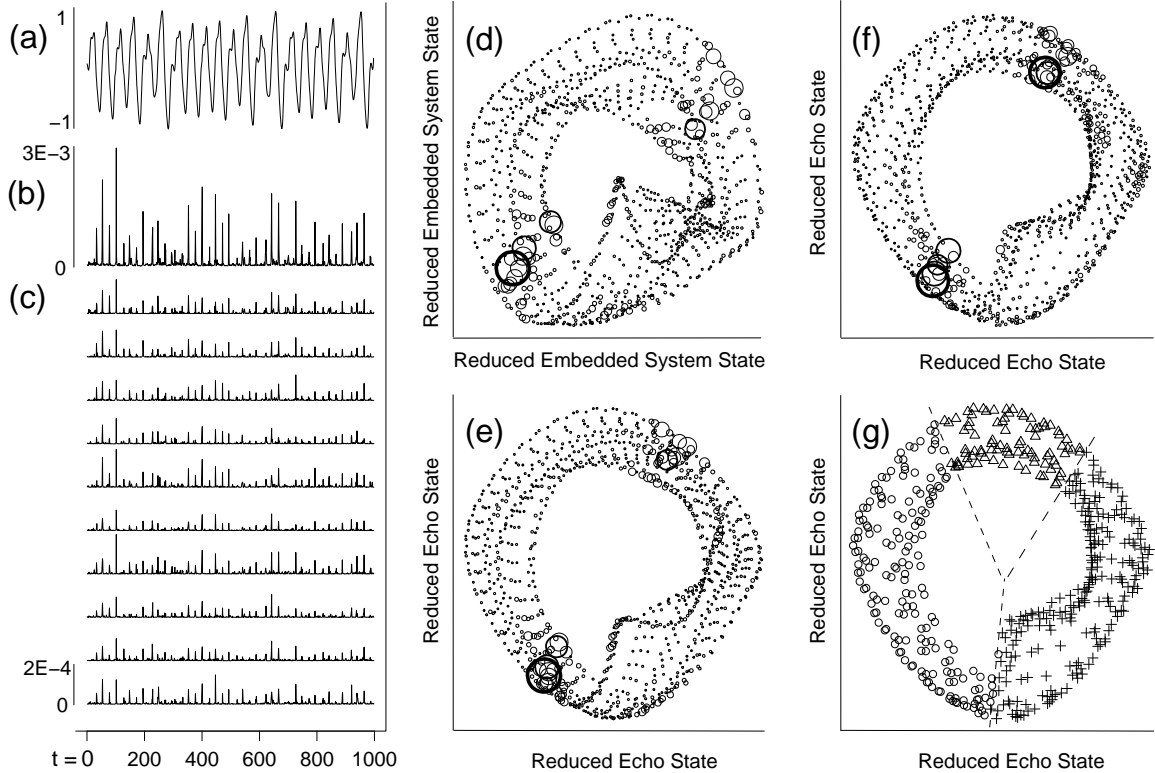 (a)
1
−1
(b)
3E−3
0
(c)
2E−4
0
t = 0 200 400 600 800 1000
(d)
Reduced Embedded System State
Reduced Embedded System State
(e)
Reduced Echo State
Reduced Echo State
(f)
Reduced Echo State
Reduced Echo State
(g)
Reduced Echo State
Reduced Echo State